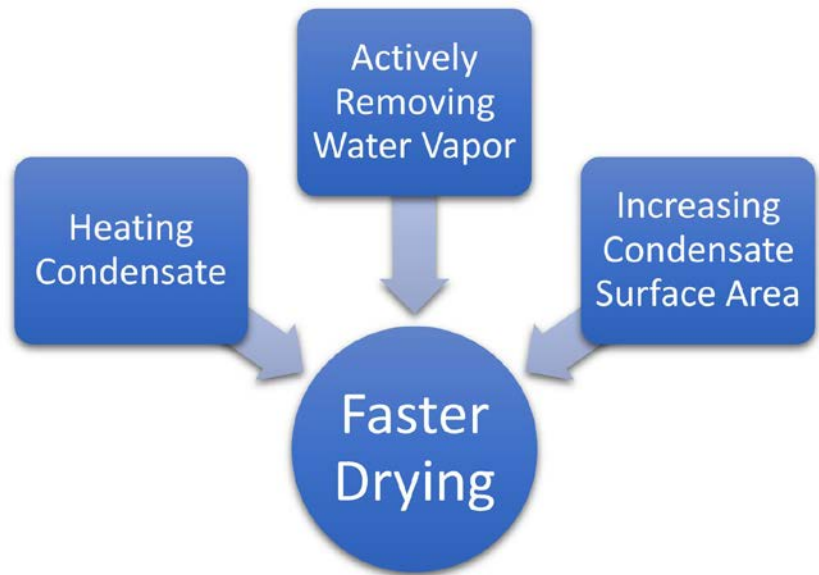 Actively
Removing
Water Vapor
Heating
Condensate
Increasing
Condensate
Surface Area
Faster
Drying